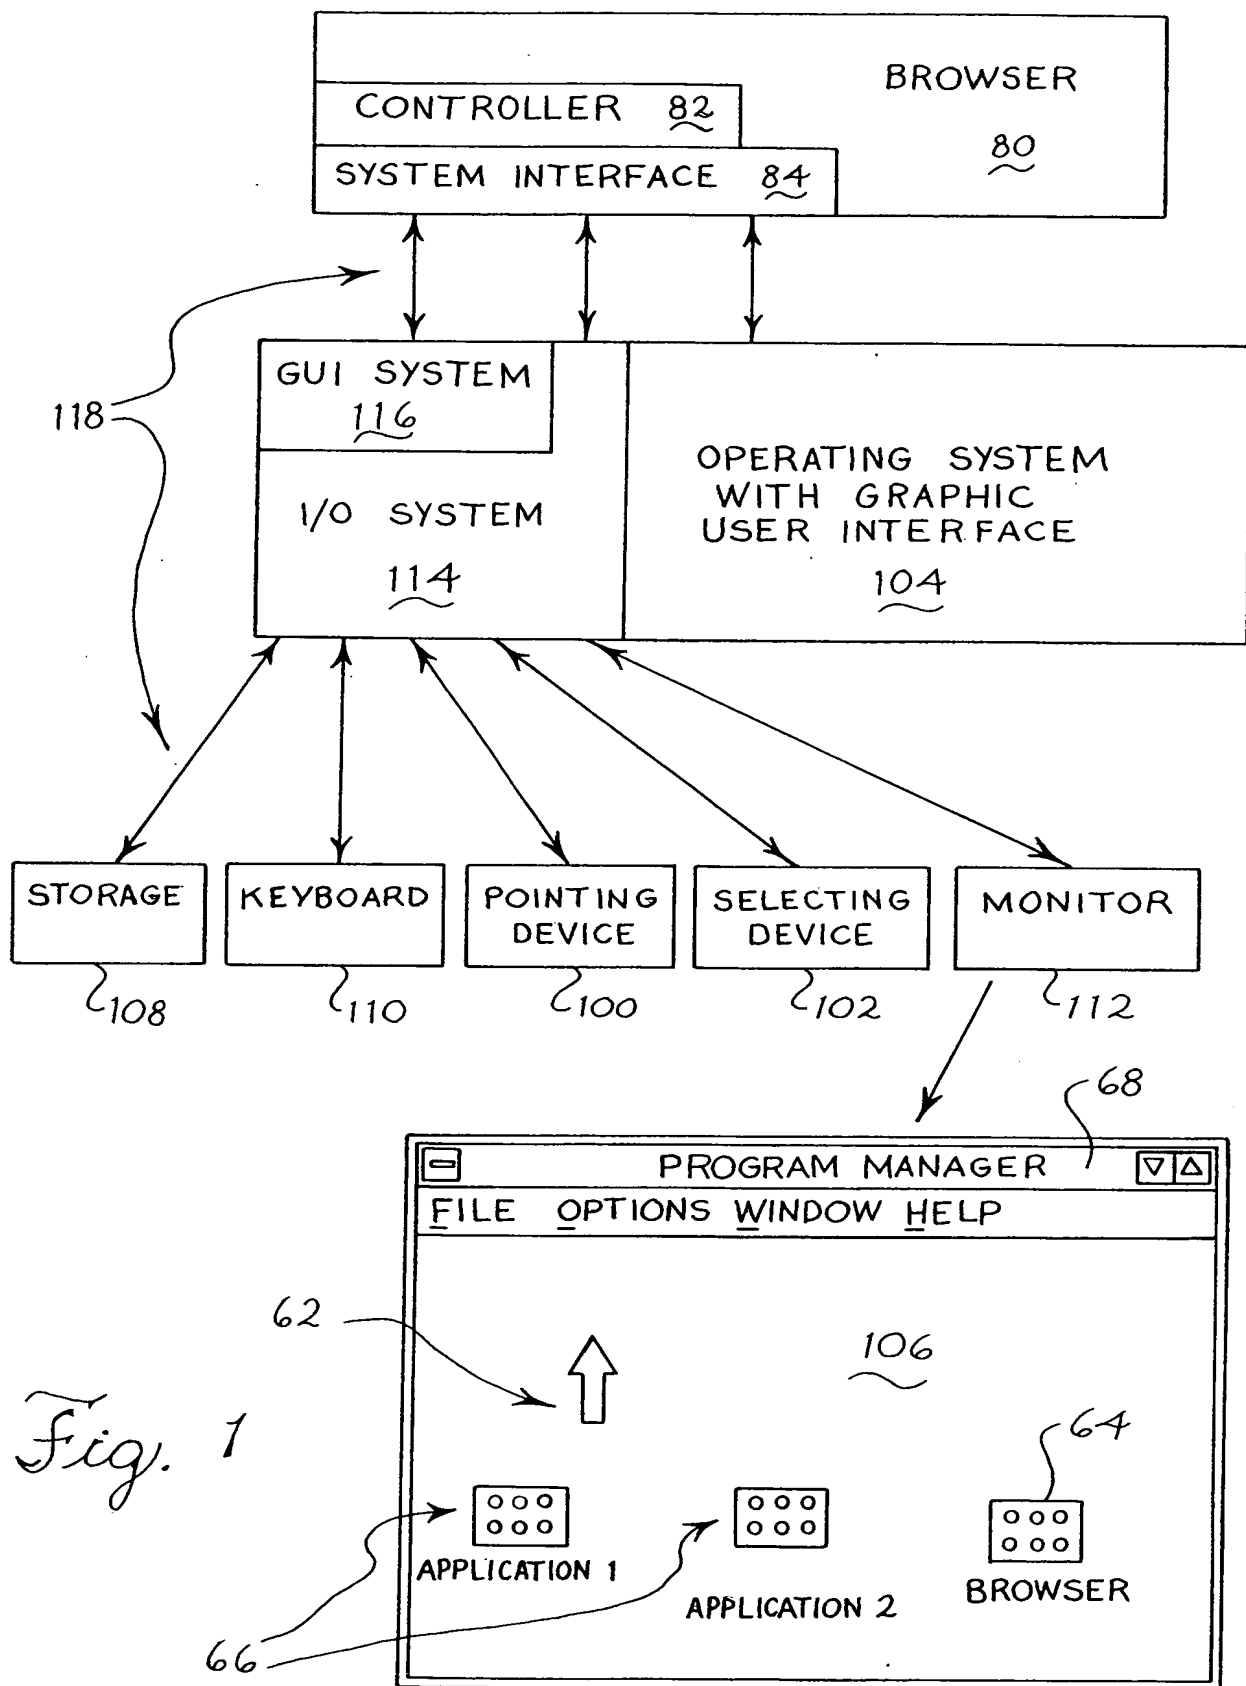 BROWSER
80
CONTROLLER 82
SYSTEM INTERFACE 84
118
GUI SYSTEM
116
I/O SYSTEM
114
OPERATING SYSTEM
WITH GRAPHIC
USER INTERFACE
104
STORAGE
108
KEYBOARD
110
POINTING
DEVICE
100
SELECTING
DEVICE
102
MONITOR
112
68
PROGRAM MANAGER
FILE OPTIONS WINDOW HELP
62
106
64
Fig. 1
APPLICATION 1
APPLICATION 2
BROWSER
66